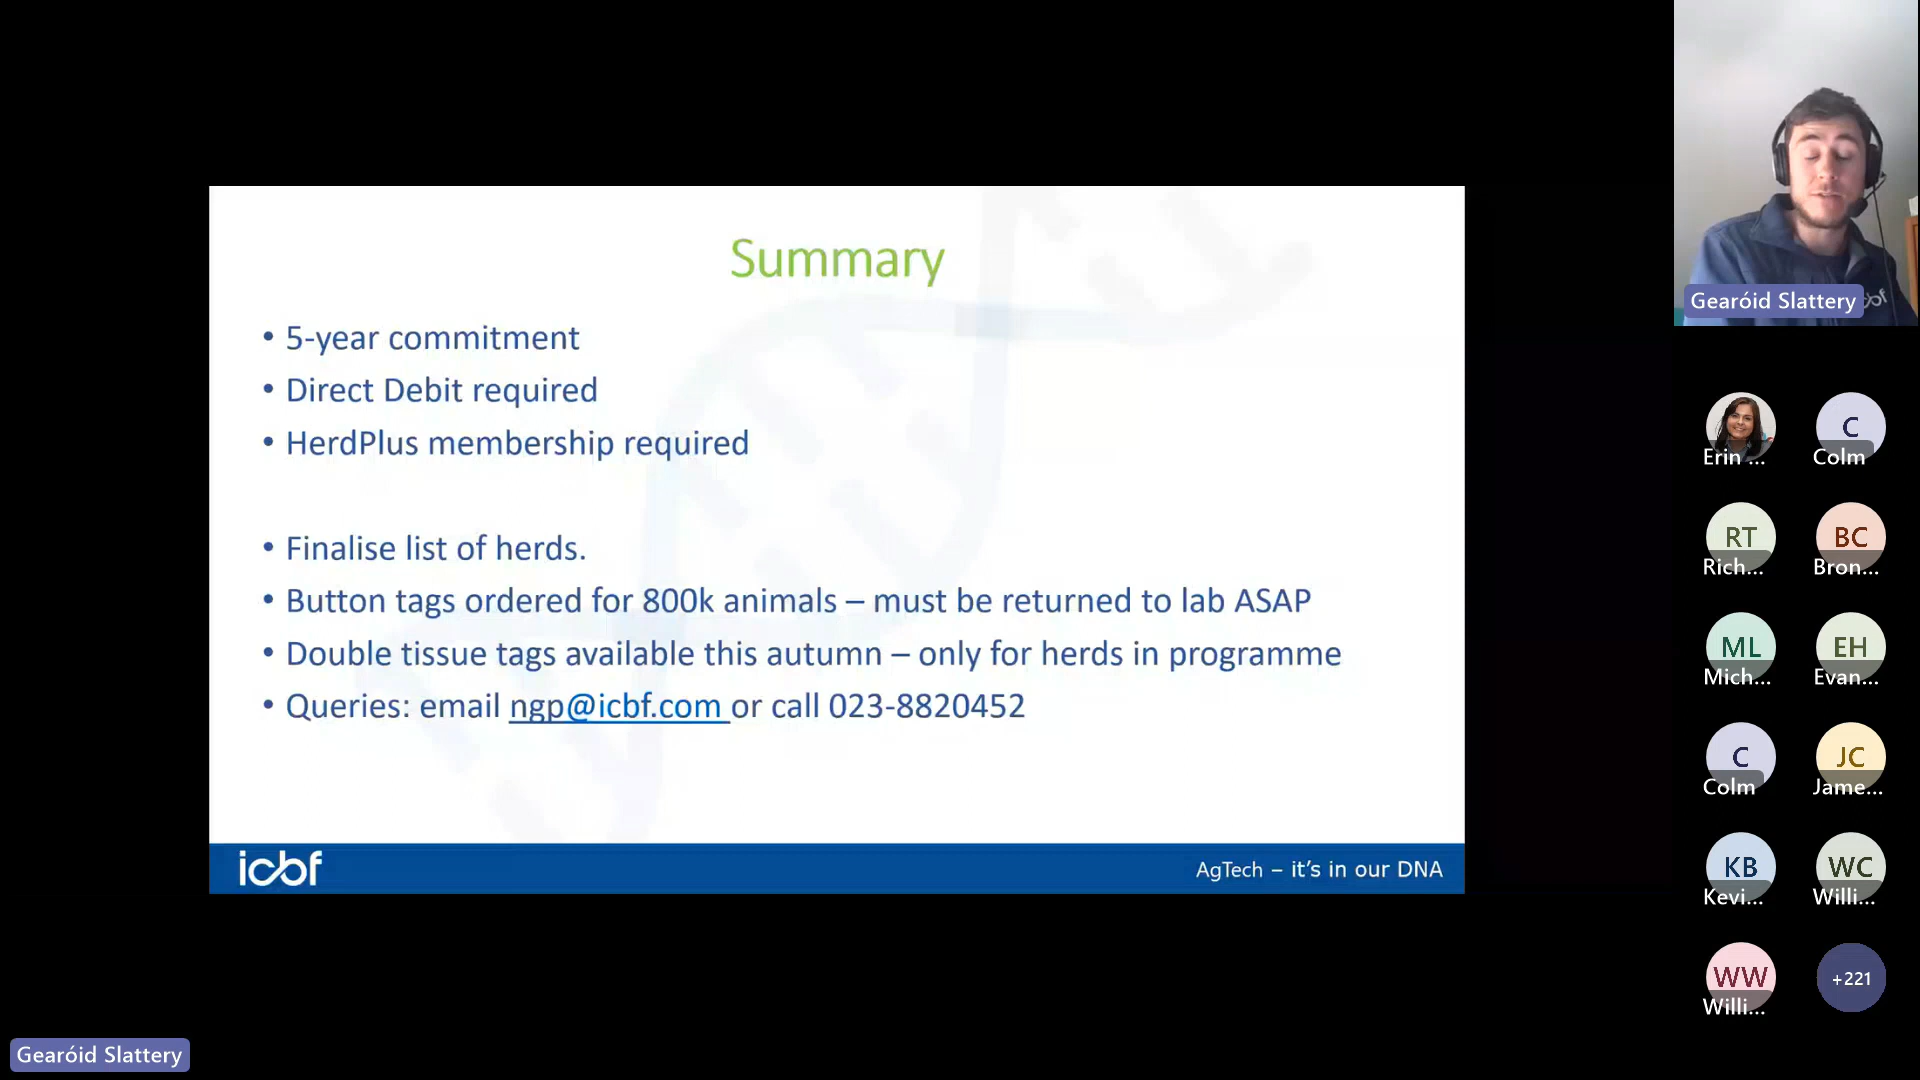 Summary
• 5-year commitment
• Direct Debit required
• HerdPlus membership required
• Finalise list of herds.
• Button tags ordered for 800k animals – must be returned to lab ASAP
• Double tissue tags available this autumn – only for herds in programme
• Queries: email ngp@icbf.com or call 023-8820452
icbf
AgTech – it's in our DNA
Gearóid Slattery
Erin ...
C
Colm
RT
Rich...
BC
Bron...
ML
Mich...
EH
Evan...
C
Colm
JC
Jame...
KB
Kevi...
WC
Willi...
WW
Willi...
+221
Gearóid Slattery